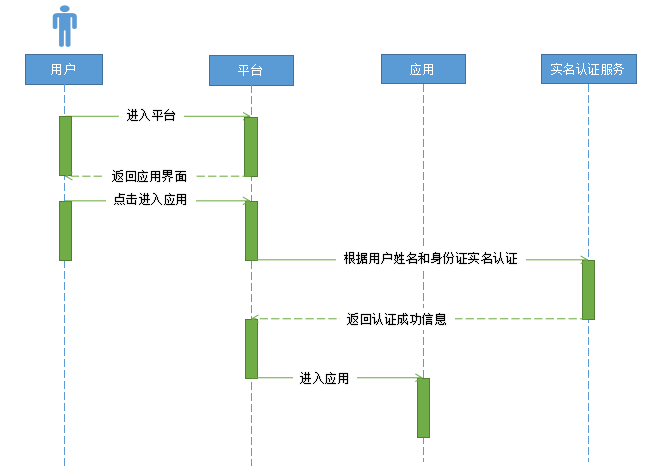 用户
平台
应用
实名认证服务
进入平台
返回应用界面
点击进入应用
根据用户姓名和身份证实名认证
返回认证成功信息
进入应用